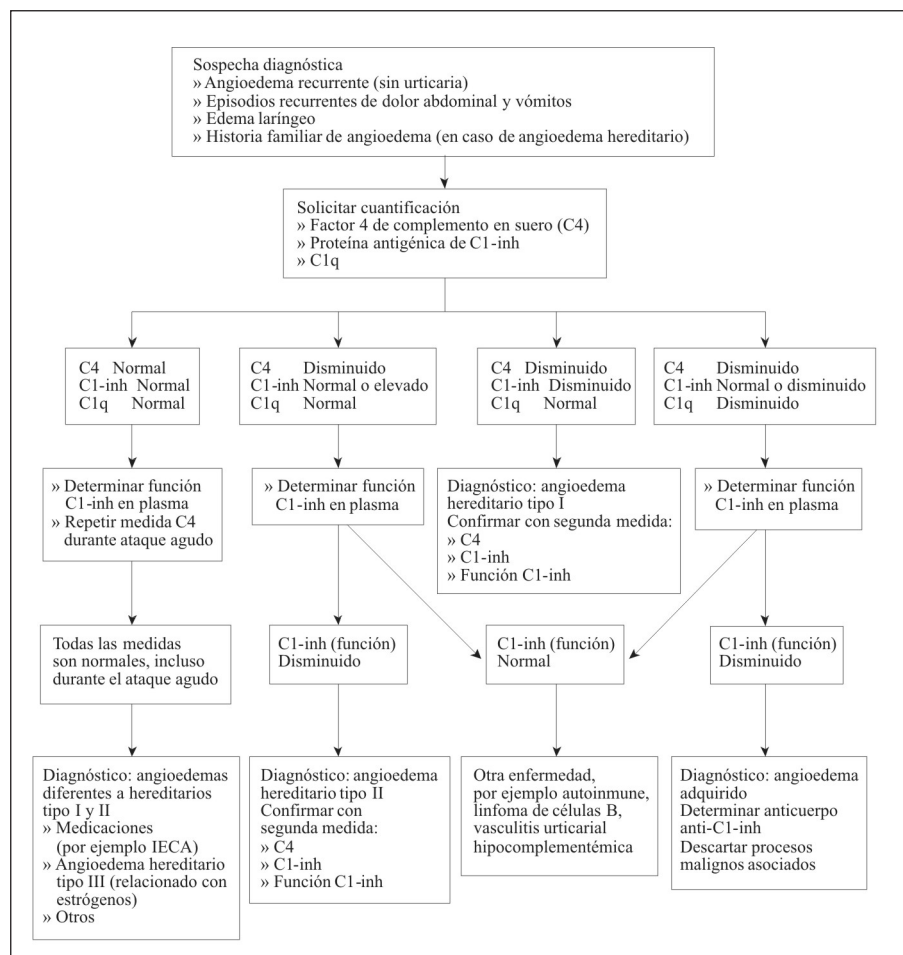 Sospecha diagnóstica
» Angioedema recurrente (sin urticaria)
» Episodios recurrentes de dolor abdominal y vómitos
» Edema laríngeo
» Historia familiar de angioedema (en caso de angioedema hereditario)
Solicitar cuantificación
» Factor 4 de complemento en suero (C4)
» Proteína antigénica de C1-inh
» C1q
C4 Normal
C1-inh Normal
C1q Normal
C4 Disminuido
C1-inh Normal o elevado
C1q Normal
C4 Disminuido
C1-inh Disminuido
C1q Normal
C4 Disminuido
C1-inh Normal o disminuido
C1q Disminuido
» Determinar función
C1-inh en plasma
» Repetir medida C4
durante ataque agudo
» Determinar función
C1-inh en plasma
Diagnóstico: angioedema
hereditario tipo I
Confirmar con segunda medida:
» C4
» C1-inh
» Función C1-inh
» Determinar función
C1-inh en plasma
Todas las medidas
son normales, incluso
durante el ataque agudo
C1-inh (función)
Disminuido
C1-inh (función)
Normal
C1-inh (función)
Disminuido
Diagnóstico: angioedemas
diferentes a hereditarios
tipo I y II
» Medicaciones
(por ejemplo IECA)
» Angioedema hereditario
tipo III (relacionado con
estrógenos)
» Otros
Diagnóstico: angioedema
hereditario tipo II
Confirmar con
segunda medida:
» C4
» C1-inh
» Función C1-inh
Otra enfermedad,
por ejemplo autoinmune,
linfoma de células B,
vasculitis urticarial
hipocomplementémica
Diagnóstico: angioedema
adquirido
Determinar anticuerpo
anti-C1-inh
Descartar procesos
malignos asociados